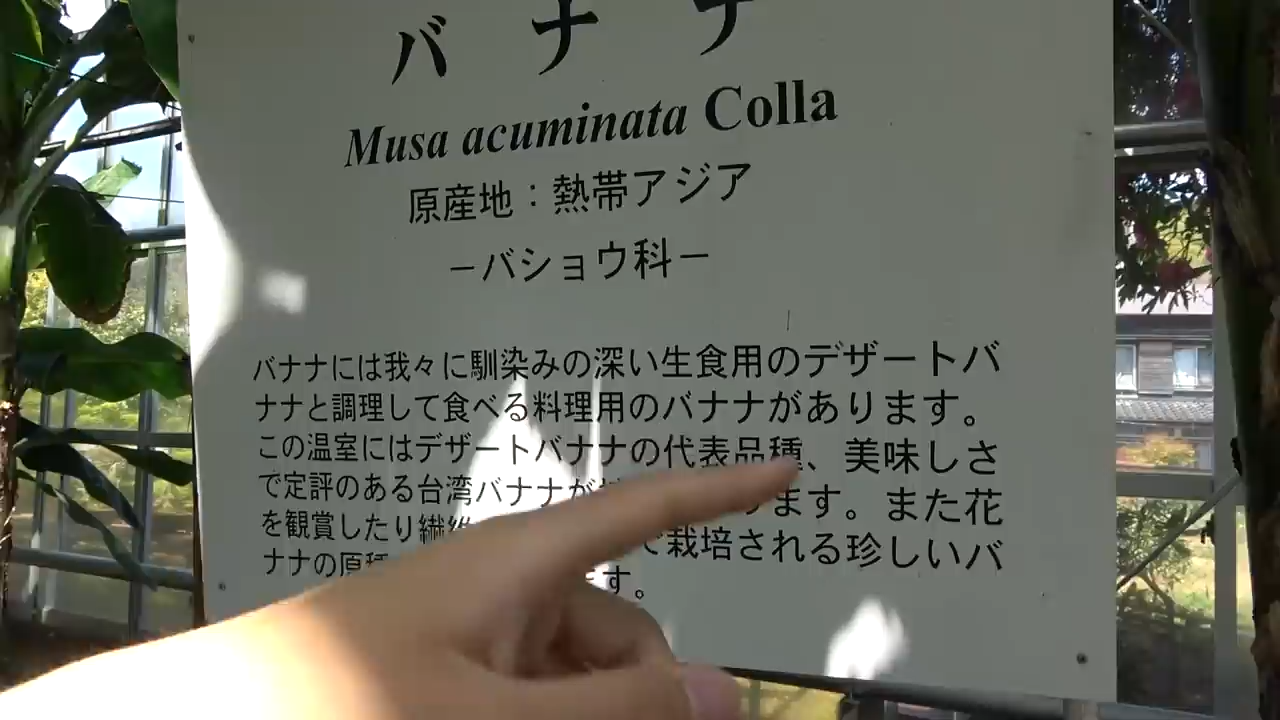 バナナ
Musa acuminata Colla
原産地：熱帯アジア
－バショウ科－
バナナには我々に馴染みの深い生食用のデザートバ
ナナと調理して食べる料理用のバナナがあります。
この温室にはデザートバナナの代表品種、美味しさ
で定評のある台湾バナナが ます。また花
を観賞したり繊維 で栽培される珍しいバ
ナナの原種 ます。